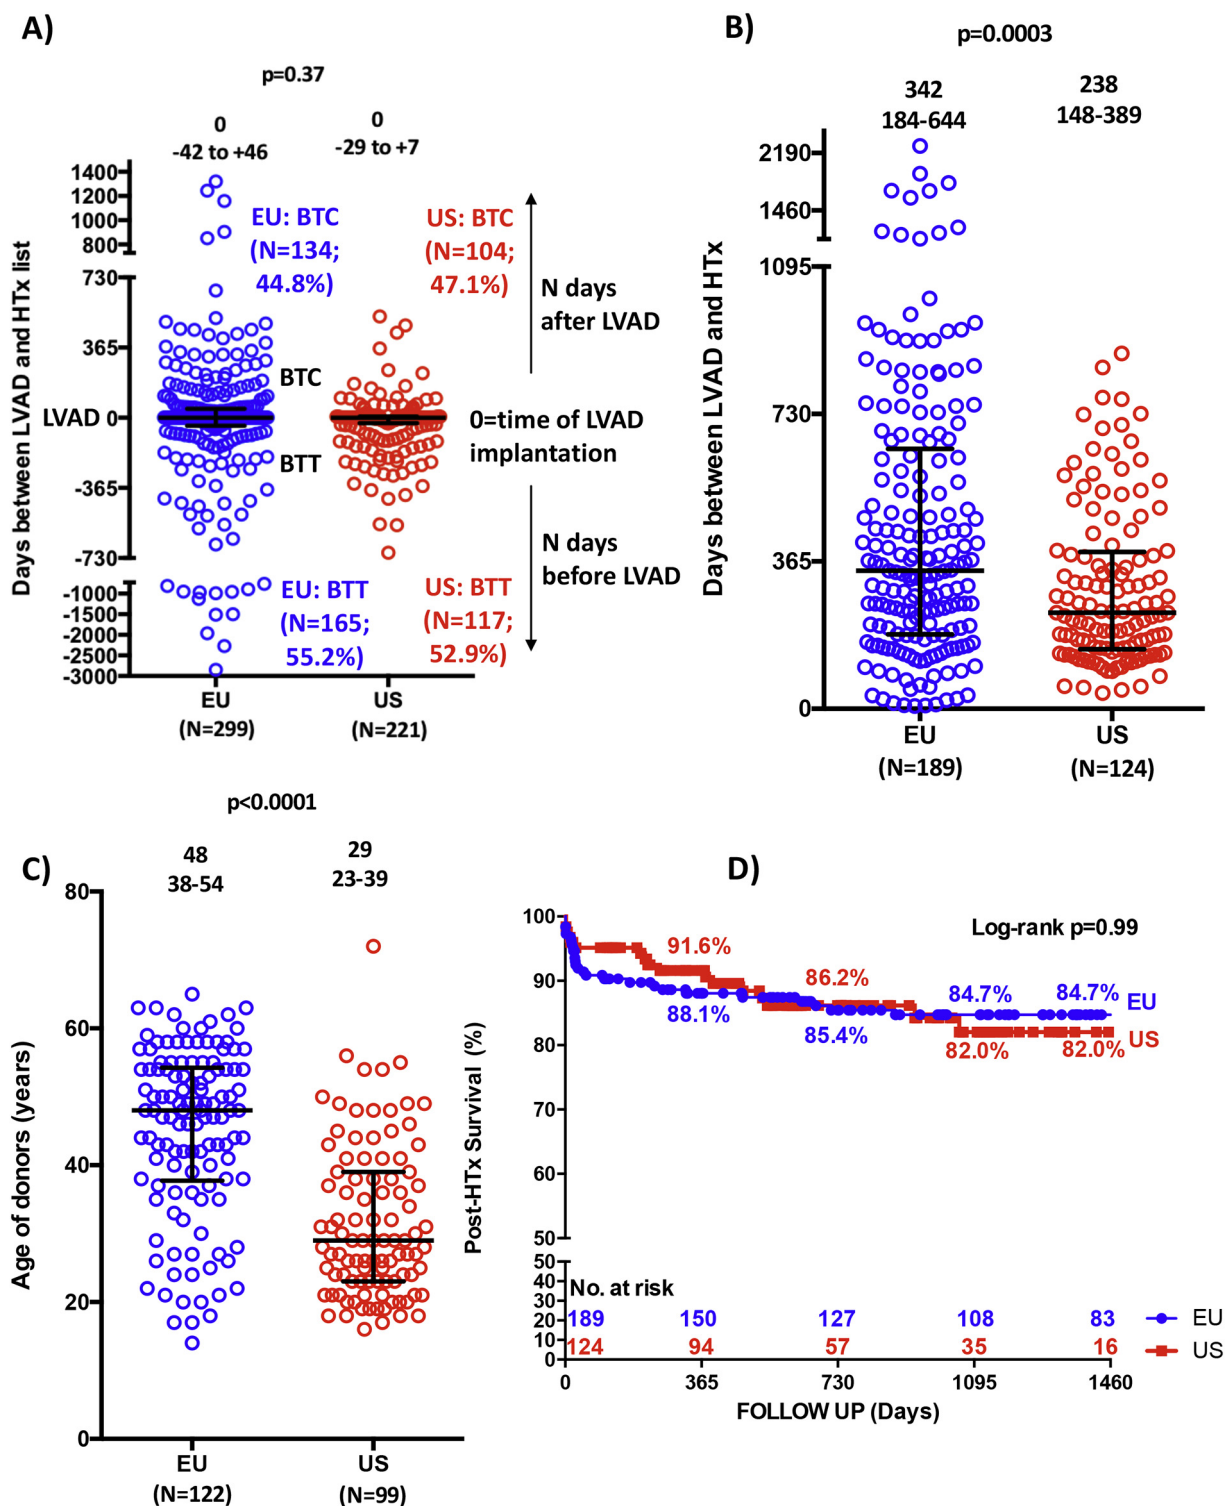 A)
p=0.37
0
-42 to +46
0
-29 to +7
Days between LVAD and HTx list
1400
1200
1000
800
730
365
LVAD 0
-365
-730
-1000
-1500
-2000
-2500
-3000
EU: BTC
(N=134;
44.8%)
US: BTC
(N=104;
47.1%)
N days
after LVAD
BTC
0=time of LVAD
implantation
BTT
N days
before LVAD
EU: BTT
(N=165;
55.2%)
US: BTT
(N=117;
52.9%)
EU
(N=299)
US
(N=221)
B)
p=0.0003
342
184-644
238
148-389
Days between LVAD and HTx
2190
1460
1095
730
365
0
EU
(N=189)
US
(N=124)
C)
p<0.0001
48
38-54
29
23-39
Age of donors (years)
80
60
40
20
0
EU
(N=122)
US
(N=99)
D)
Log-rank p=0.99
Post-HTx Survival (%)
100
90
80
70
60
50
91.6%
88.1%
86.2%
85.4%
84.7%
84.7%
EU
82.0%
82.0%
US
50
40
30
20
10
0
No. at risk
189 150 127 108 83
124 94 57 35 16
EU
US
0 365 730 1095 1460
FOLLOW UP (Days)